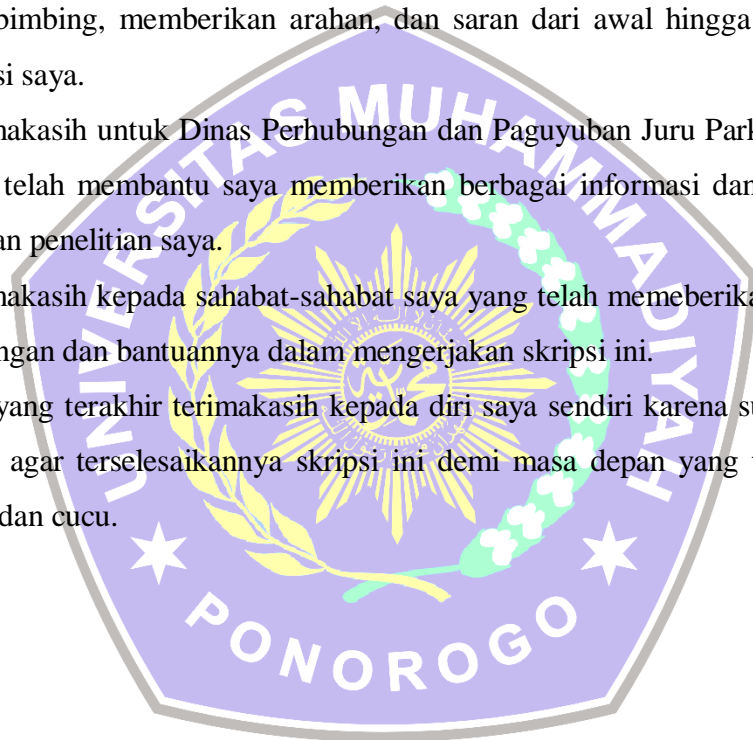 bimbing, memberikan arahan, dan saran dari awal hingga
si saya.
makasih untuk Dinas Perhubungan dan Paguyuban Juru Park
telah membantu saya memberikan berbagai informasi dan
an penelitian saya.
makasih kepada sahabat-sahabat saya yang telah memeberika
ngan dan bantuannya dalam mengerjakan skripsi ini.
yang terakhir terimakasih kepada diri saya sendiri karena su
agar terselesaikannya skripsi ini demi masa depan yang
dan cucu.
UNIVERSITAS MUHAMMADIYAH
PONOROGO